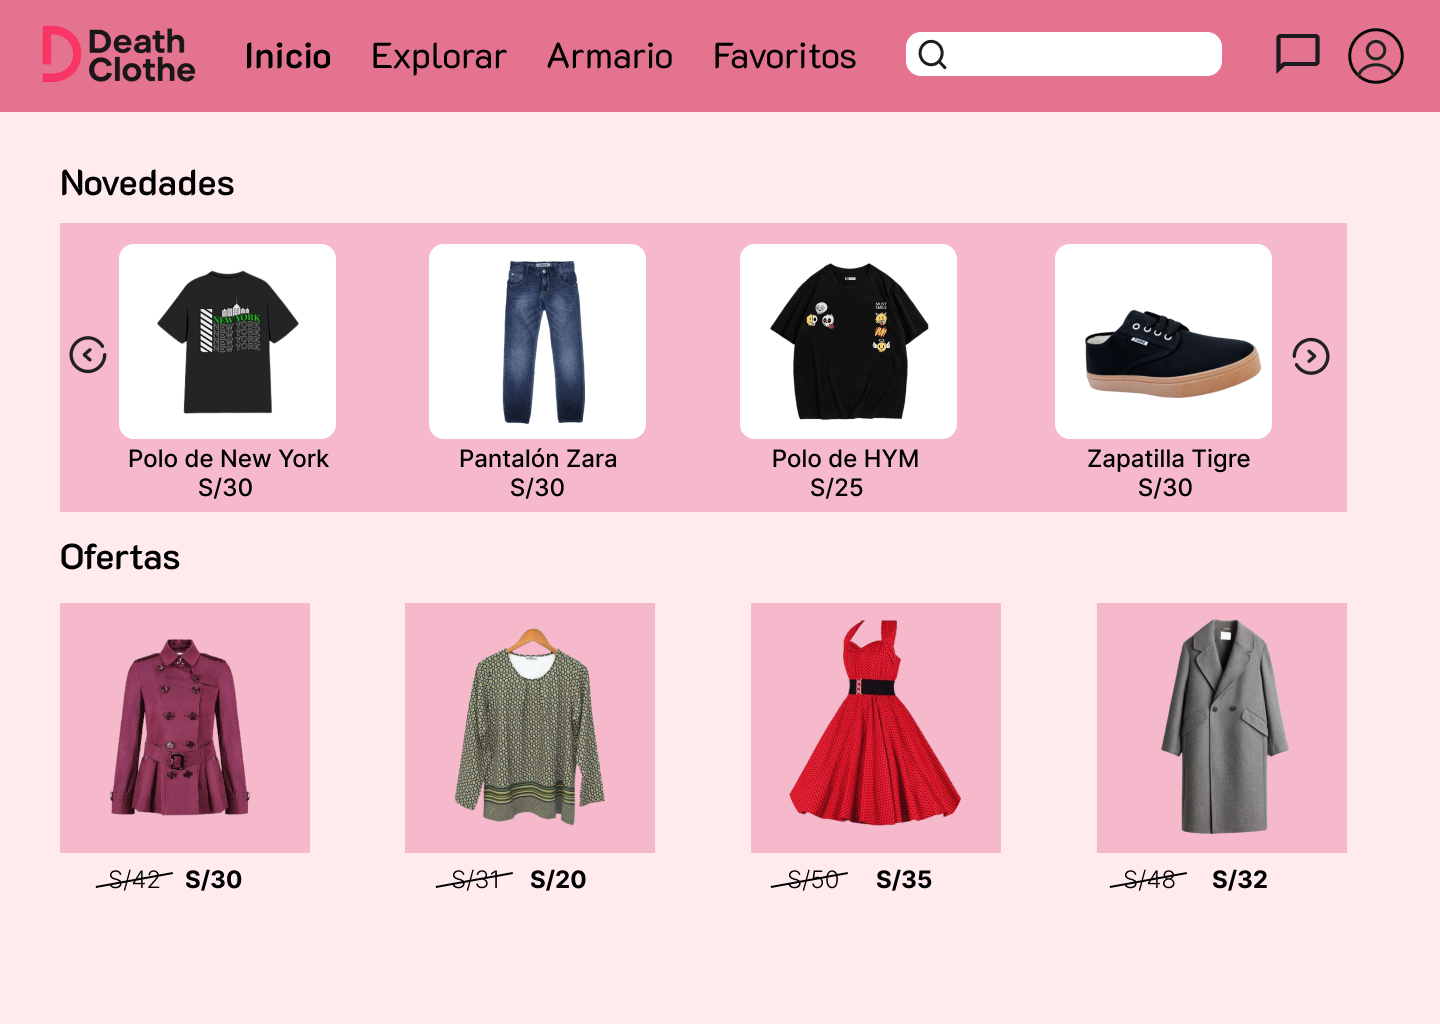 Death
Clothe
Inicio Explorar Armario Favoritos
Novedades
NEW YORK
NEW YORK
NEW YORK
NEW YORK
NEW YORK
Polo de New York
S/30
Pantalón Zara
S/30
Polo de HYM
S/25
Zapatilla Tigre
S/30
Ofertas
S/42 S/30
S/31 S/20
S/50 S/35
S/48 S/32